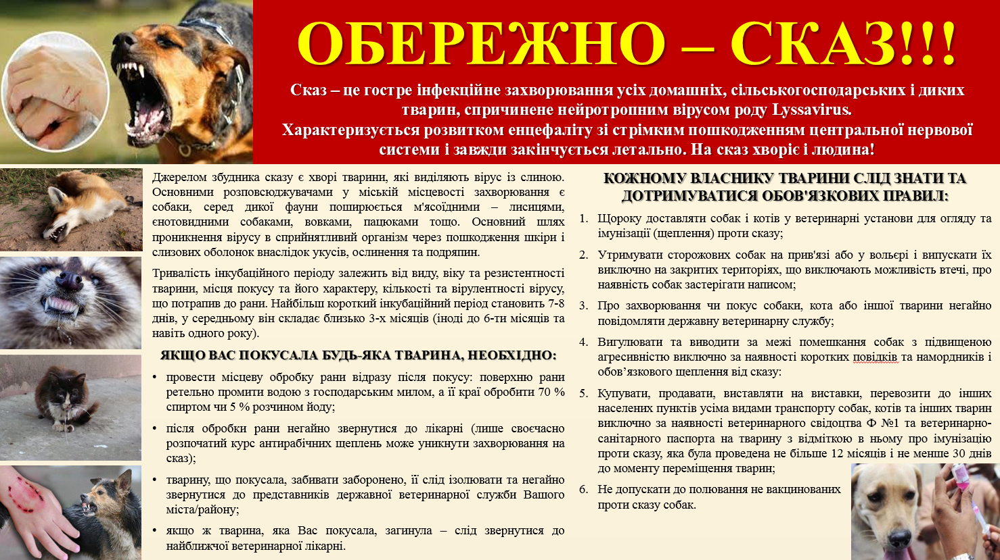 ОБЕРЕЖНО – СКАЗ!!!
Сказ – це гостре інфекційне захворювання усіх домашніх, сільськогосподарських і диких
тварин, спричинене нейротропним вірусом роду Lyssavirus.
Характеризується розвитком енцефаліту зі стрімким пошкодженням центральної нервової
системи і завжди закінчується летально. На сказ хворіє і людина!
Джерелом збудника сказу є хворі тварини, які виділяють вірус із слиною.
Основними розповсюджувачами у міській місцевості захворювання є
собаки, серед дикої фауни поширюється м'ясоїдними – лисицями,
єнотовидними собаками, вовками, пацюками тощо. Основний шлях
проникнення вірусу в сприйнятливий організм через пошкодження шкіри і
слизових оболонок внаслідок укусів, ослинення та подряпин.
Тривалість інкубаційного періоду залежить від виду, віку та резистентності
тварини, місця покусу та його характеру, кількості та вірулентності вірусу,
що потрапив до рани. Найбільш короткий інкубаційний період становить 7-8
днів, у середньому він складає близько 3-х місяців (іноді до 6-ти місяців та
навіть одного року).
ЯКЩО ВАС ПОКУСАЛА БУДЬ-ЯКА ТВАРИНА, НЕОБХІДНО:
• провести місцеву обробку рани відразу після покусу: поверхню рани
ретельно промити водою з господарським милом, а її краї обробити 70 %
спиртом чи 5 % розчином йоду;
• після обробки рани негайно звернутися до лікарні (лише своєчасно
розпочатий курс антирабічних щеплень може уникнути захворювання на
сказ);
• тварину, що покусала, забивати заборонено, її слід ізолювати та негайно
звернутися до представників державної ветеринарної служби Вашого
міста/району;
• якщо ж тварина, яка Вас покусала, загинула – слід звернутися до
найближчої ветеринарної лікарні.
КОЖНОМУ ВЛАСНИКУ ТВАРИНИ СЛІД ЗНАТИ ТА
ДОТРИМУВАТИСЯ ОБОВ'ЯЗКОВИХ ПРАВИЛ:
1. Щороку доставляти собак і котів у ветеринарні установи для огляду та
імунізації (щеплення) проти сказу;
2. Утримувати сторожових собак на прив'язі або у вольєрі і випускати їх
виключно на закритих територіях, що виключають можливість втечі, про
наявність собак застерігати написом;
3. Про захворювання чи покус собаки, кота або іншої тварини негайно
повідомляти державну ветеринарну службу;
4. Вигулювати та виводити за межі помешкання собак з підвищеною
агресивністю виключно за наявності коротких повідків та намордників і
обов’язкового щеплення від сказу:
5. Купувати, продавати, виставляти на виставки, перевозити до інших
населених пунктів усіма видами транспорту собак, котів та інших тварин
виключно за наявності ветеринарного свідоцтва Ф №1 та ветеринарно-
санітарного паспорта на тварину з відміткою в ньому про імунізацію
проти сказу, яка була проведена не більше 12 місяців і не менше 30 днів
до моменту переміщення тварин;
6. Не допускати до полювання не вакцинованих
проти сказу собак.